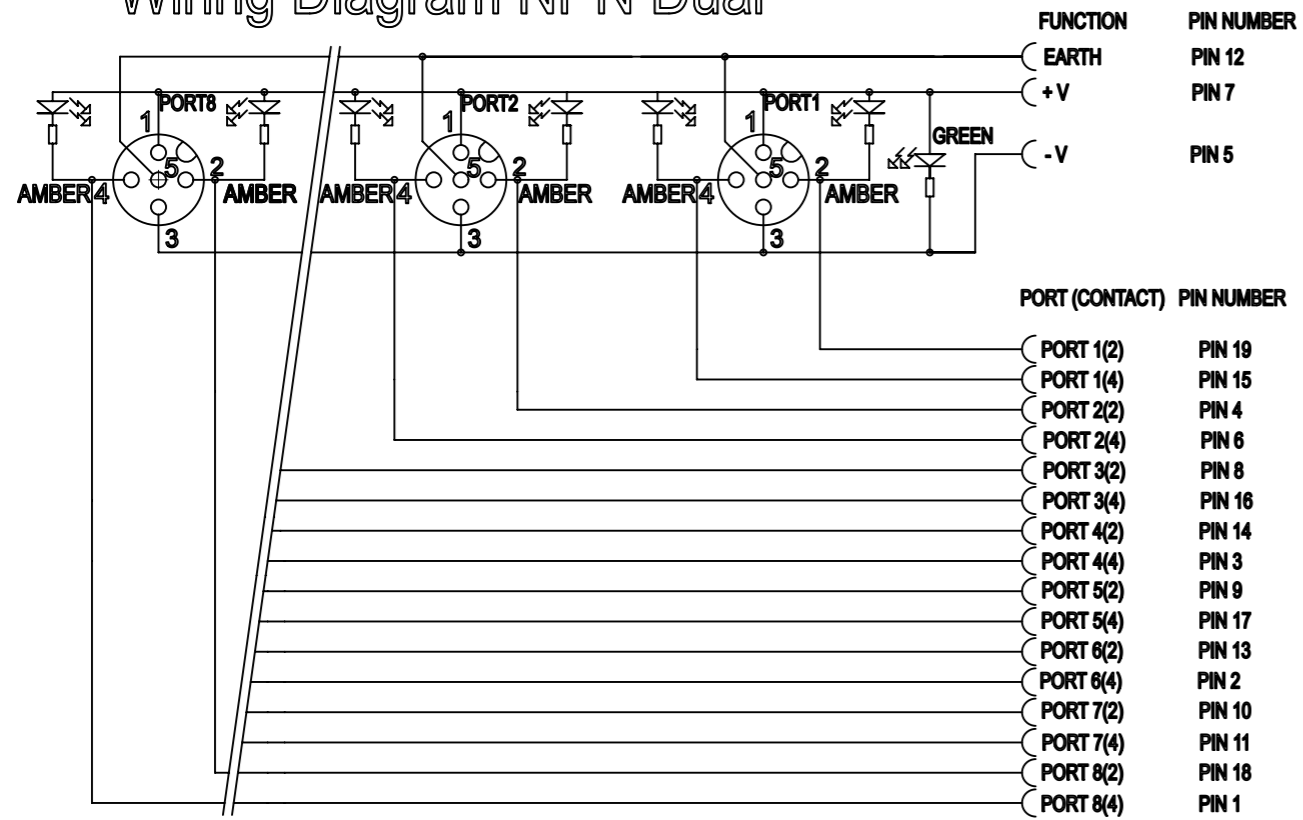 Wiring Diagram NPN Dual
FUNCTION PIN NUMBER
EARTH PIN 12
+ V PIN 7
- V PIN 5
PORT8 PORT2 PORT1
GREEN
1 5 2 1 5 2 1 5 2
AMBER 4 AMBER AMBER 4 AMBER AMBER 4 AMBER
3 3 3
PORT (CONTACT) PIN NUMBER
PORT 1(2) PIN 19
PORT 1(4) PIN 15
PORT 2(2) PIN 4
PORT 2(4) PIN 6
PORT 3(2) PIN 8
PORT 3(4) PIN 16
PORT 4(2) PIN 14
PORT 4(4) PIN 3
PORT 5(2) PIN 9
PORT 5(4) PIN 17
PORT 6(2) PIN 13
PORT 6(4) PIN 2
PORT 7(2) PIN 10
PORT 7(4) PIN 11
PORT 8(2) PIN 18
PORT 8(4) PIN 1